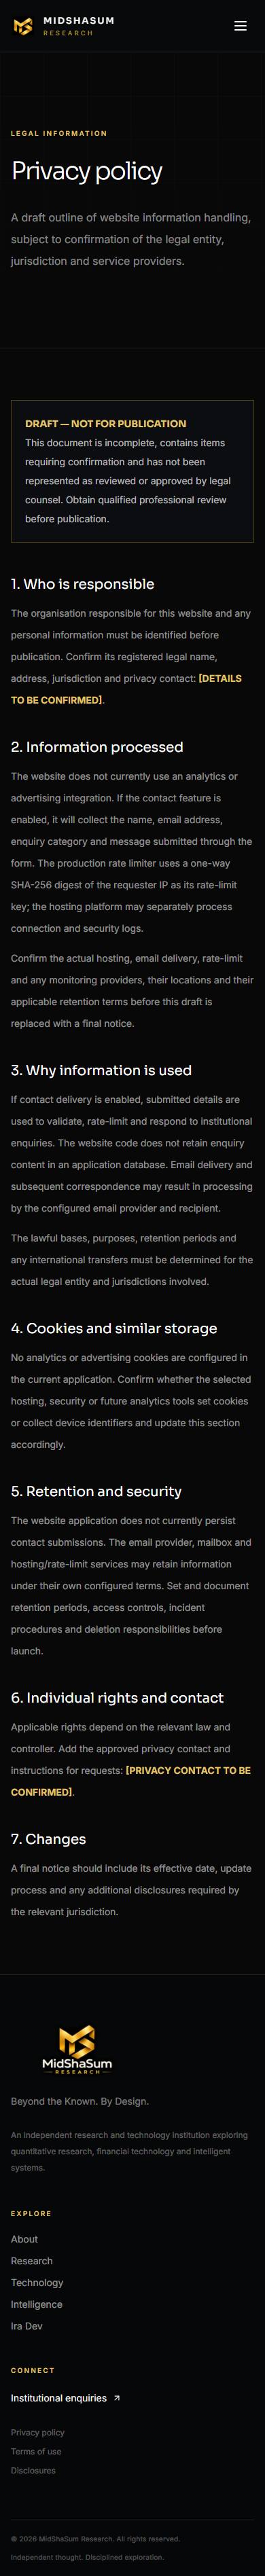 MIDSHASUM
RESEARCH
LEGAL INFORMATION
Privacy policy
A draft outline of website information handling,
subject to confirmation of the legal entity,
jurisdiction and service providers.
DRAFT — NOT FOR PUBLICATION
This document is incomplete, contains items
requiring confirmation and has not been
represented as reviewed or approved by legal
counsel. Obtain qualified professional review
before publication.
1. Who is responsible
The organisation responsible for this website and any
personal information must be identified before
publication. Confirm its registered legal name,
address, jurisdiction and privacy contact: [DETAILS
TO BE CONFIRMED].
2. Information processed
The website does not currently use an analytics or
advertising integration. If the contact feature is
enabled, it will collect the name, email address,
enquiry category and message submitted through the
form. The production rate limiter uses a one-way
SHA-256 digest of the requester IP as its rate-limit
key; the hosting platform may separately process
connection and security logs.
Confirm the actual hosting, email delivery, rate-limit
and any monitoring providers, their locations and their
applicable retention terms before this draft is
replaced with a final notice.
3. Why information is used
If contact delivery is enabled, submitted details are
used to validate, rate-limit and respond to institutional
enquiries. The website code does not retain enquiry
content in an application database. Email delivery and
subsequent correspondence may result in processing
by the configured email provider and recipient.
The lawful bases, purposes, retention periods and
any international transfers must be determined for the
actual legal entity and jurisdictions involved.
4. Cookies and similar storage
No analytics or advertising cookies are configured in
the current application. Confirm whether the selected
hosting, security or future analytics tools set cookies
or collect device identifiers and update this section
accordingly.
5. Retention and security
The website application does not currently persist
contact submissions. The email provider, mailbox and
hosting/rate-limit services may retain information
under their own configured terms. Set and document
retention periods, access controls, incident
procedures and deletion responsibilities before
launch.
6. Individual rights and contact
Applicable rights depend on the relevant law and
controller. Add the approved privacy contact and
instructions for requests: [PRIVACY CONTACT TO BE
CONFIRMED].
7. Changes
A final notice should include its effective date, update
process and any additional disclosures required by
the relevant jurisdiction.
MidShaSum
RESEARCH
Beyond the Known. By Design.
An independent research and technology institution exploring
quantitative research, financial technology and intelligent
systems.
EXPLORE
About
Research
Technology
Intelligence
Ira Dev
CONNECT
Institutional enquiries ↗
Privacy policy
Terms of use
Disclosures
© 2026 MidShaSum Research. All rights reserved.
Independent thought. Disciplined exploration.